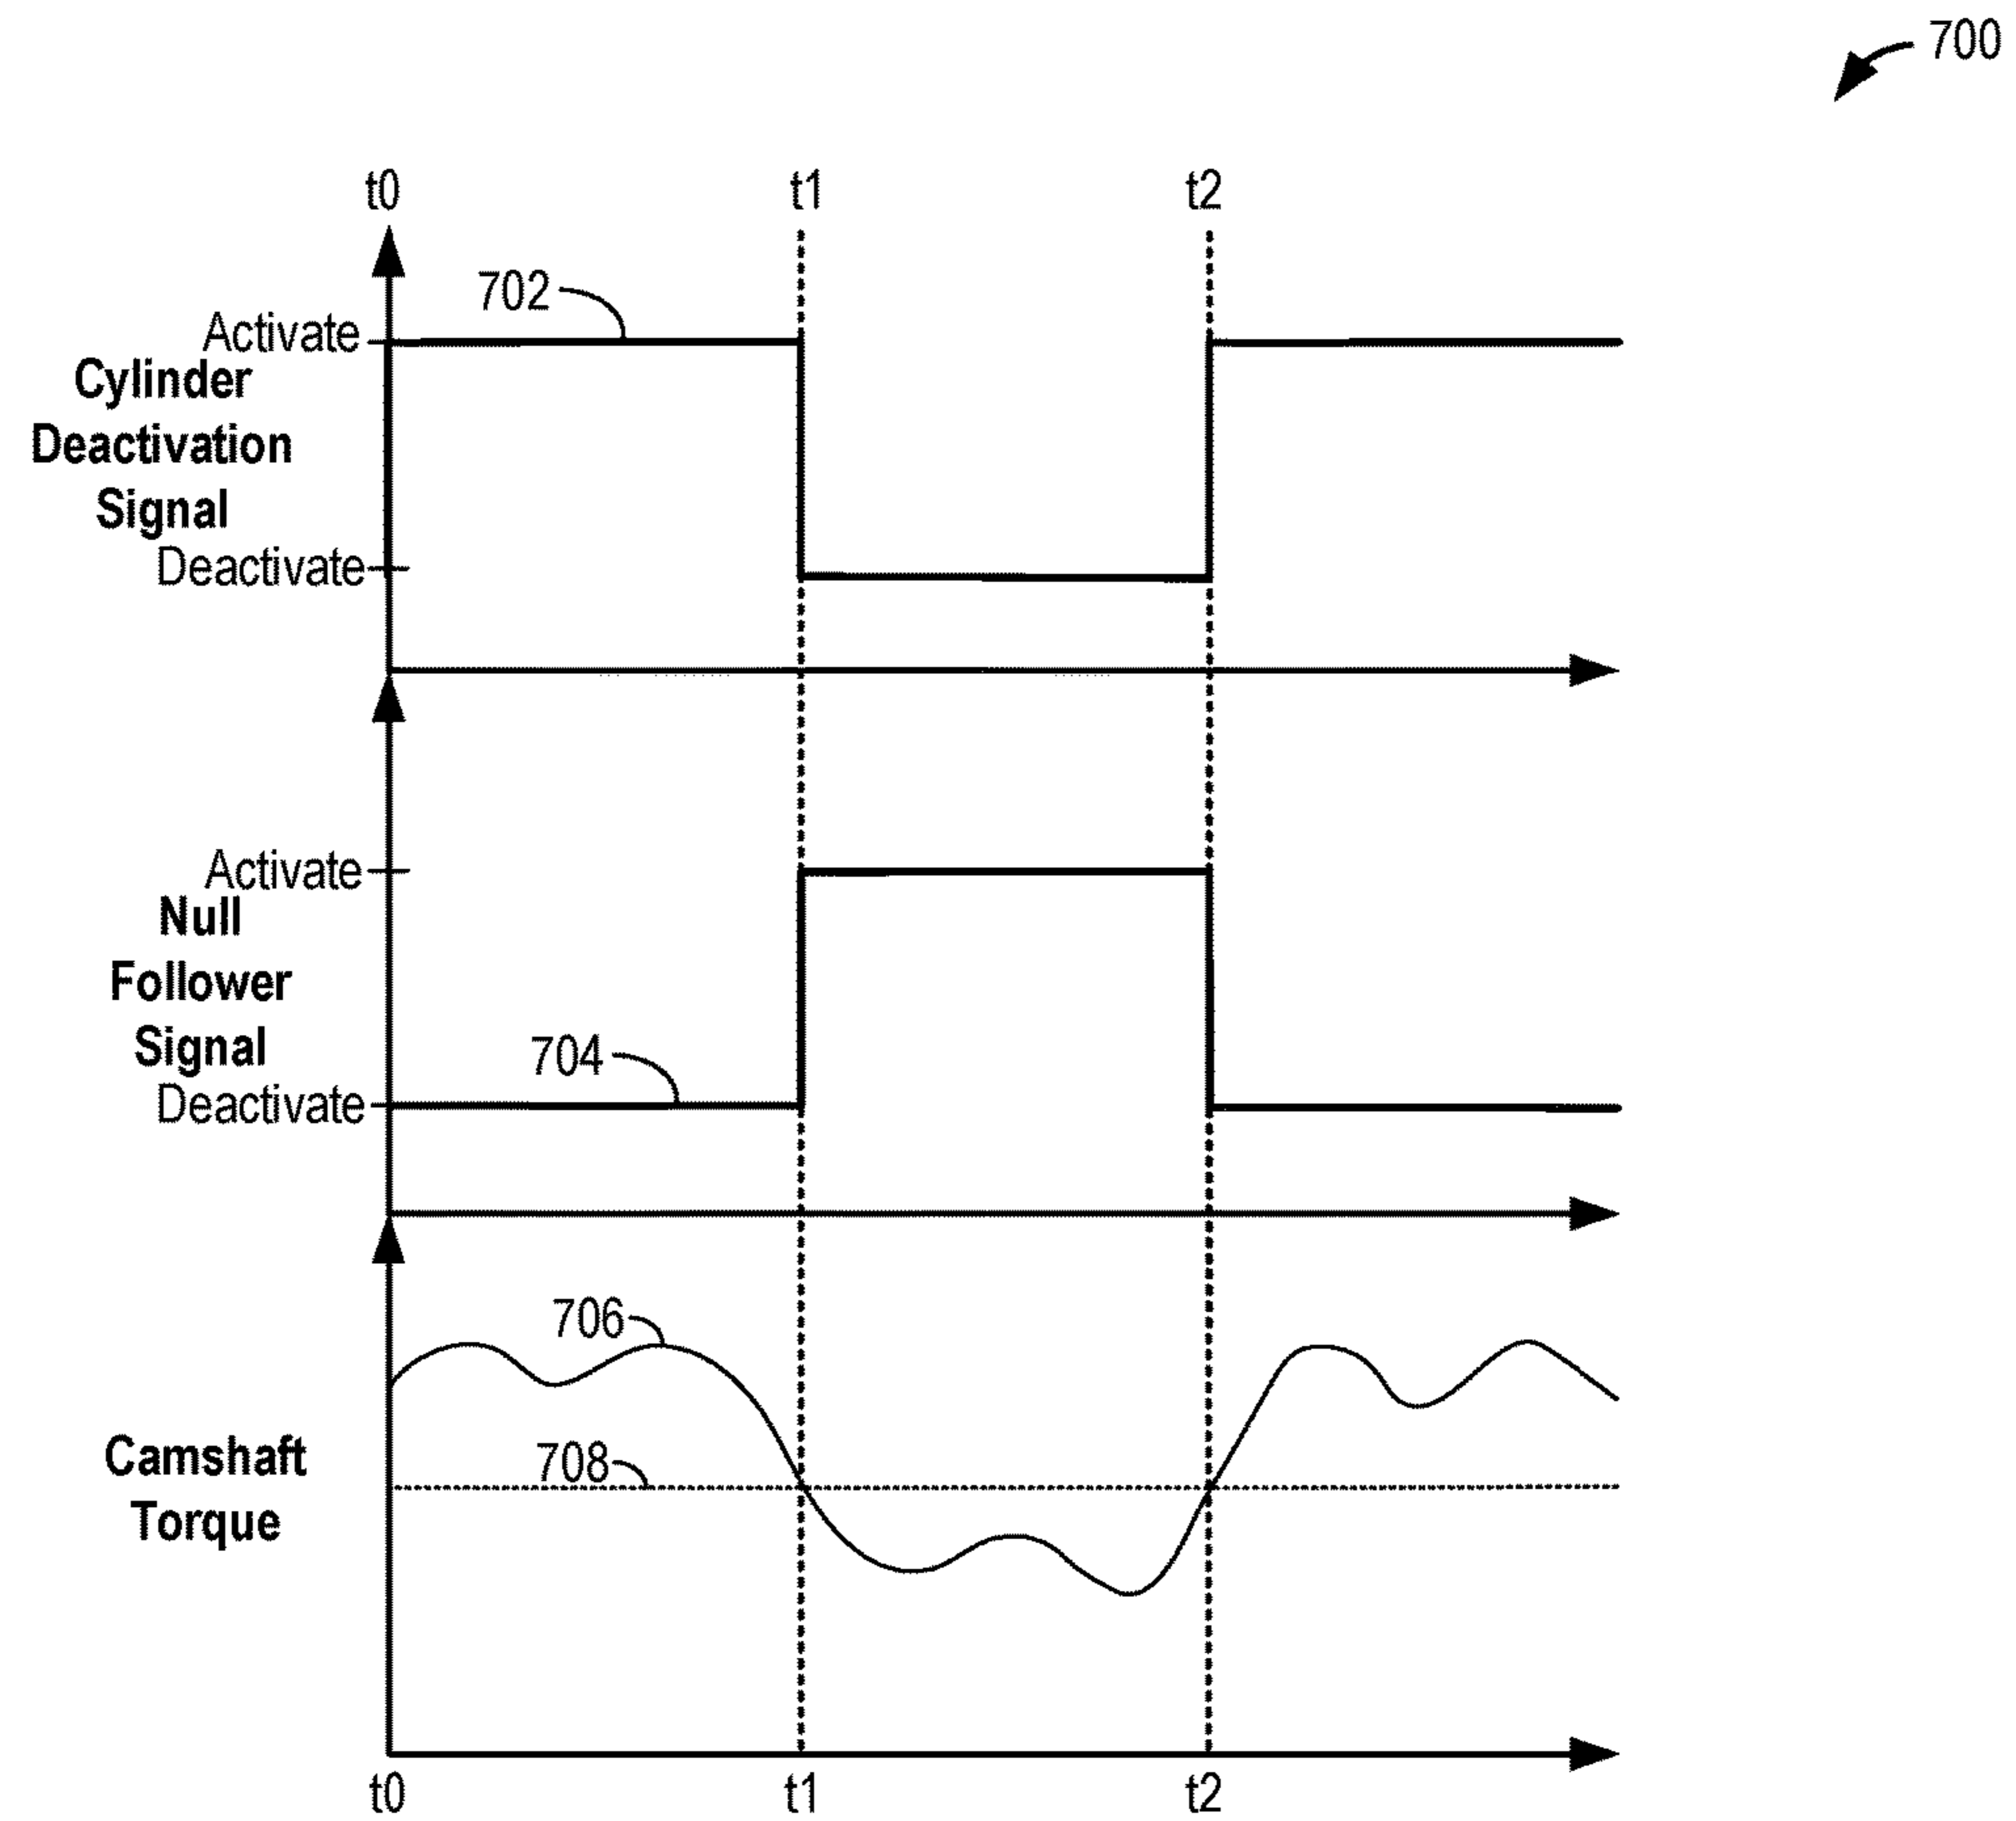 700
t0 t1 t2
702
Activate
Cylinder
Deactivation
Signal
Deactivate
Activate
Null
Follower
Signal
704
Deactivate
706
708
Camshaft
Torque
t0 t1 t2